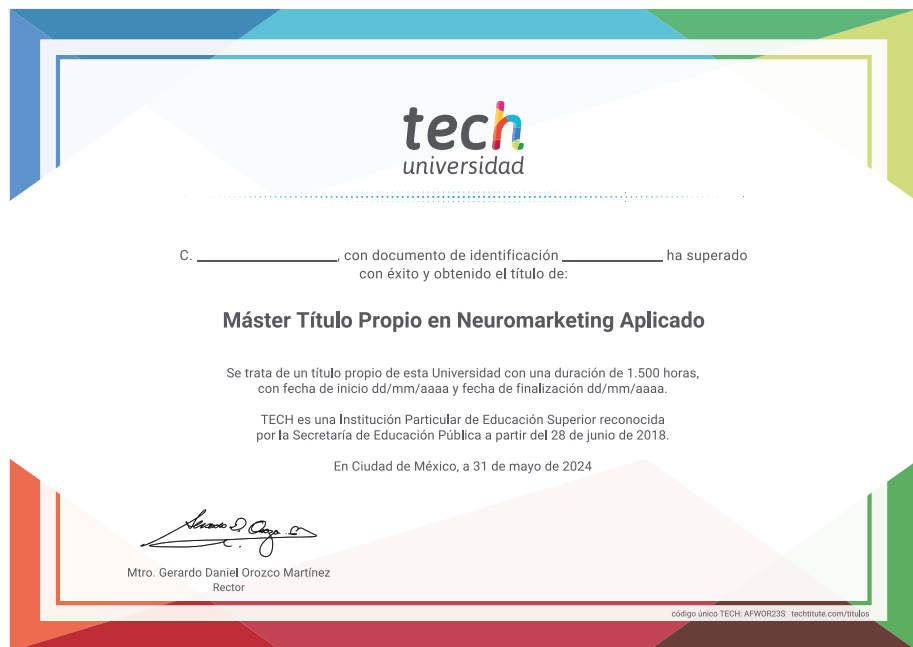 tech
universidad
C. ____________________, con documento de identificación ______________ ha superado
con éxito y obtenido el título de:
Máster Título Propio en Neuromarketing Aplicado
Se trata de un título propio de esta Universidad con una duración de 1.500 horas,
con fecha de inicio dd/mm/aaaa y fecha de finalización dd/mm/aaaa.
TECH es una Institución Particular de Educación Superior reconocida
por la Secretaría de Educación Pública a partir del 28 de junio de 2018.
En Ciudad de México, a 31 de mayo de 2024
Mtro. Gerardo Daniel Orozco Martínez
Rector
código único TECH: AFWOR23S techtitute.com/titulos